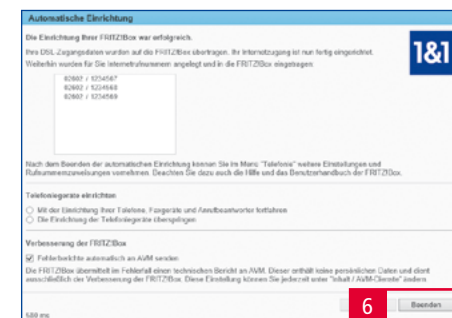 Automatische Einrichtung
Die Einrichtung Ihrer FRITZ!Box war erfolgreich.
Ihre DSL-Zugangsdaten wurden auf die FRITZ!Box übertragen. Ihr Internetzugang ist nun fertig eingerichtet.
Weiterhin wurden für Sie Internetrufnummern angelegt und in die FRITZ!Box eingetragen:
1&1
02602 / 1234567
02602 / 1234568
02602 / 1234569
Nach dem Beenden der automatischen Einrichtung können Sie im Menü "Telefonie" weitere Einstellungen und
Rufnummernzuweisungen vornehmen. Beachten Sie dazu auch die Hilfe und das Benutzerhandbuch der FRITZ!Box.
Telefoniegeräte einrichten
Mit der Einrichtung Ihrer Telefone, Faxgeräte und Anrufbeantworter fortfahren
Die Einrichtung der Telefoniegeräte überspringen
Verbesserung der FRITZ!Box
Fehlerberichte automatisch an AVM senden
Die FRITZ!Box übermittelt im Fehlerfall einen technischen Bericht an AVM. Dieser enthält keine persönlichen Daten und dient
ausschließlich der Verbesserung der FRITZ!Box. Diese Einstellung können Sie jederzeit unter "Inhalt / AVM-Dienste" ändern
6
Beenden